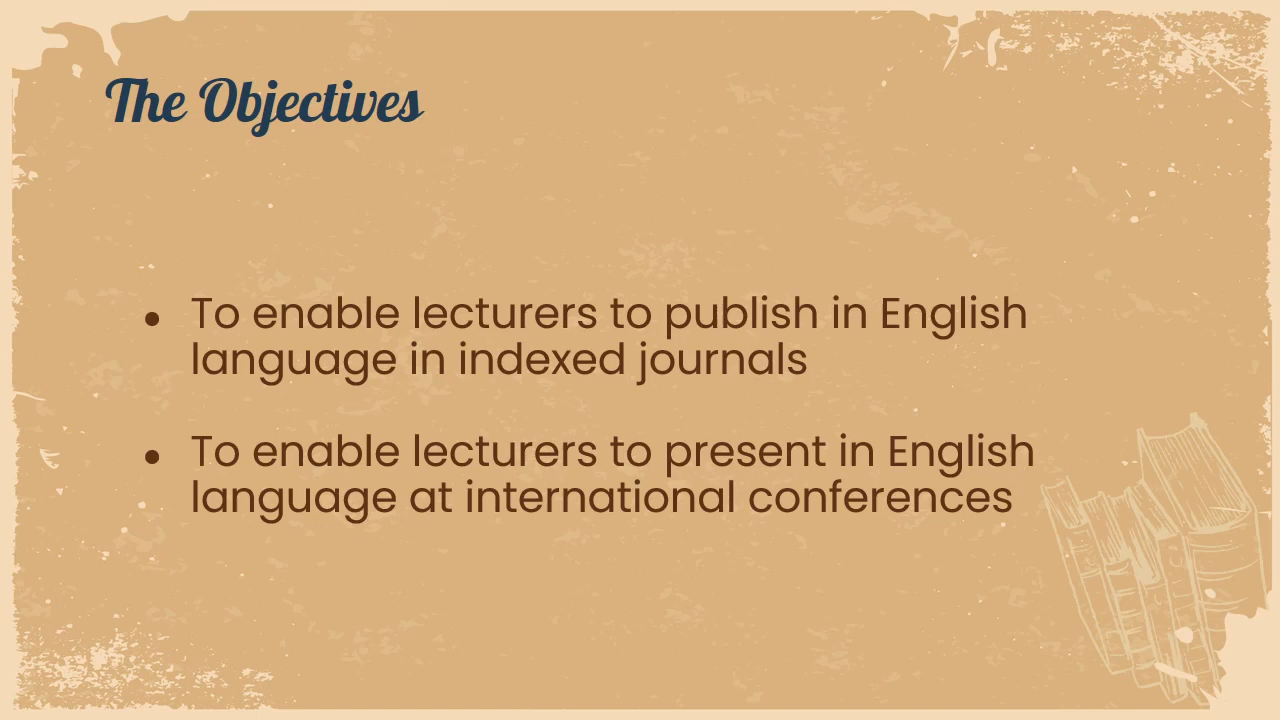 The Objectives
• To enable lecturers to publish in English
language in indexed journals
• To enable lecturers to present in English
language at international conferences